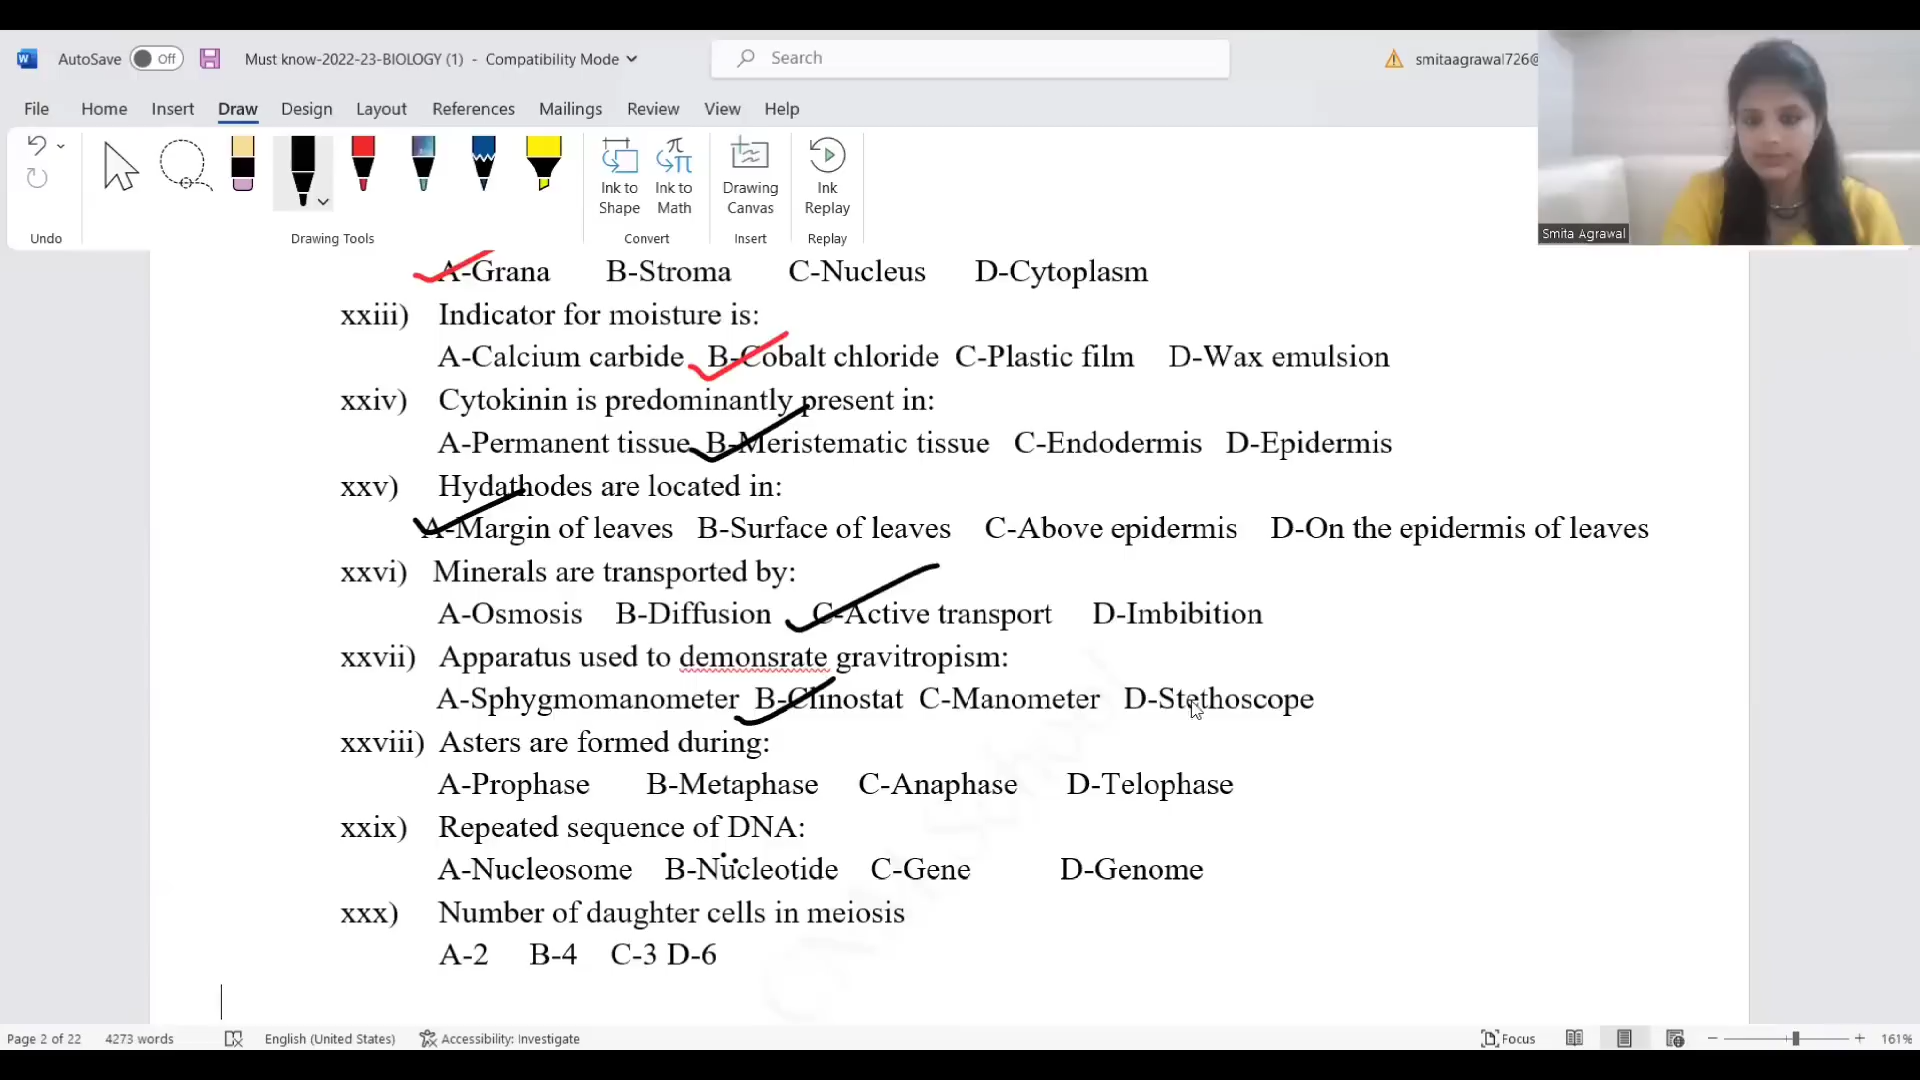 AutoSave Off Must know-2022-23-BIOLOGY (1) - Compatibility Mode Search smitaagrawal726@
File Home Insert Draw Design Layout References Mailings Review View Help
Ink to Shape Ink to Math Drawing Canvas Ink Replay
Undo Drawing Tools Convert Insert Replay
Smita Agrawal
A-Grana B-Stroma C-Nucleus D-Cytoplasm
xxiii) Indicator for moisture is:
A-Calcium carbide B-Cobalt chloride C-Plastic film D-Wax emulsion
xxiv) Cytokinin is predominantly present in:
A-Permanent tissue B-Meristematic tissue C-Endodermis D-Epidermis
xxv) Hydathodes are located in:
A-Margin of leaves B-Surface of leaves C-Above epidermis D-On the epidermis of leaves
xxvi) Minerals are transported by:
A-Osmosis B-Diffusion C-Active transport D-Imbibition
xxvii) Apparatus used to demonsrate gravitropism:
A-Sphygmomanometer B-Clinostat C-Manometer D-Stethoscope
xxviii) Asters are formed during:
A-Prophase B-Metaphase C-Anaphase D-Telophase
xxix) Repeated sequence of DNA:
A-Nucleosome B-Nucleotide C-Gene D-Genome
xxx) Number of daughter cells in meiosis
A-2 B-4 C-3 D-6
Page 2 of 22 4273 words English (United States) Accessibility: Investigate Focus 161%